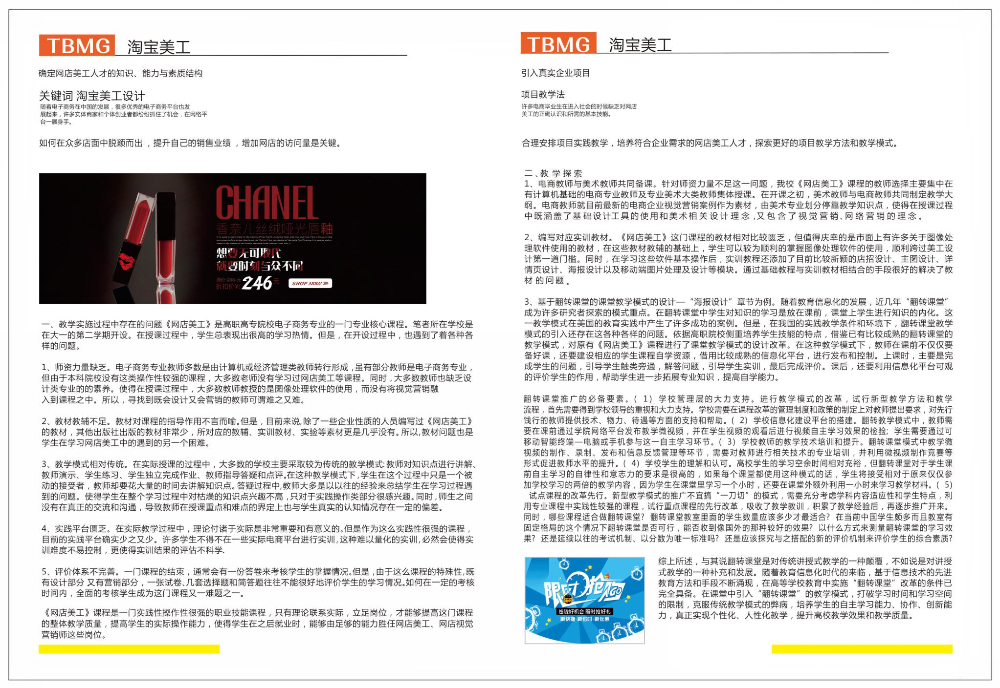 TBMG 淘宝美工
确定网店美工人才的知识、能力与素质结构
关键词 淘宝美工设计
随着电子商务在中国的发展，很多优秀的电子商务平台也发
展起来，许多实体商家和个体创业者都纷纷抓住了机会，在网络平
台一展身手。
如何在众多店面中脱颖而出 ，提升自己的销售业绩 ，增加网店的访问量是关键。
CHANEL
香奈儿丝绒哑光唇釉
想要无可取代
就要时刻与众不同
原价:286 元
折扣价¥: 246 元
SHOP NOW
一、教学实施过程中存在的问题《网店美工》是高职高专院校电子商务专业的一门专业核心课程。笔者所在学校是
在大一的第二学期开设。在授课过程中，学生总表现出很高的学习热情。但是，在开设过程中，也遇到了着各种各
样的问题。
1、师资力量缺乏。电子商务专业教师多数是由计算机或经济管理类教师转行形成，虽有部分教师是电子商务专业，
但由于本科院校没有这类操作性较强的课程，大多数老师没有学习过网店美工等课程。同时，大多数教师也缺乏设
计类专业的的素养。使得在授课过程中，大多数教师教授的是图像处理软件的使用，而没有将视觉营销融
入到课程之中。所以，寻找到既会设计又会营销的教师可谓难之又难。
2、教材教辅不足。教材对课程的指导作用不言而喻。但是，目前来说，除了一些企业性质的人员编写过《网店美工》
的教材，其他出版社出版的教材非常少，所对应的教辅、实训教材、实验等素材更是几乎没有。所以，教材问题也是
学生在学习网店美工中的遇到的另一个困难。
3、教学模式相对传统。在实际授课的过程中，大多数的学校主要采取较为传统的教学模式：教师对知识点进行讲解、
教师演示、学生练习、学生独立完成作业、教师指导答疑和点评。在这种教学模式下，学生在这个过程中只是一个被
动的接受者，教师却要花大量的时间去讲解知识点。答疑过程中，教师大多是以以往的经验来总结学生在学习过程遇
到的问题。使得学生在整个学习过程中对枯燥的知识点兴趣不高，只对于实践操作类部分很感兴趣。同时，师生之间
没有在真正的交流和沟通，导致教师在授课重点和难点的界定上也与学生真实的认知情况存在一定的偏差。
4、实践平台匮乏。在实际教学过程中，理论付诸于实际是非常重要和有意义的。但是作为这么实践性很强的课程，
目前的实践平台确实少之又少。许多学生不得不在一些实际电商平台进行实训，这种难以量化的实训，必然会使得实
训难度不易控制，更使得实训结果的评估不科学.
5、评价体系不完善。一门课程的结束，通常会有一份答卷来考核学生的掌握情况。但是，由于这么课程的特殊性，既
有设计部分 又有营销部分，一张试卷、几套选择题和简答题往往不能很好地评价学生的学习情况。如何在一定的考核
时间内，全面的考核学生成为这门课程又一难题之一。
《网店美工》课程是一门实践性操作性很强的职业技能课程，只有理论联系实际，立足岗位，才能够提高这门课程
的整体教学质量，提高学生的实际操作能力，使得学生在之后就业时，能够由足够的能力胜任网店美工、网店视觉
营销师这些岗位。
TBMG 淘宝美工
引入真实企业项目
项目教学法
许多电商毕业生在进入社会的时候缺乏对网店
美工的正确认识和所需的基本技能。
合理安排项目实践教学，培养符合企业需求的网店美工人才，探索更好的项目教学方法和教学模式。
二 、教 学 探 索
1、电商教师与美术教师共同备课。针对师资力量不足这一问题，我校《网店美工》课程的教师选择主要集中在
有计算机基础的电商专业教师及专业美术大类教师集体授课。在开课之初，美术教师与电商教师共同制定教学大
纲。电商教师就目前最新的电商企业视觉营销案例作为素材，由美术专业划分停靠教学知识点，使得在授课过程
中既涵盖了基础设计工具的使用和美术相关设计理念，又包含了视觉营销、网络营销的理念。
2、编写对应实训教材。《网店美工》这门课程的教材相对比较匮乏，但值得庆幸的是市面上有许多关于图像处
理软件使用的教材，在这些教材教辅的基础上，学生可以较为顺利的掌握图像处理软件的使用，顺利跨过美工设
计第一道门槛。同时，在学习这些软件基本操作后，实训教程还添加了目前比较新颖的店招设计、主图设计、详
情页设计、海报设计以及移动端图片处理及设计等模块。通过基础教程与实训教材相结合的手段很好的解决了教
材的问题。
3、基于翻转课堂的课堂教学模式的设计—“海报设计”章节为例。随着教育信息化的发展，近几年“翻转课堂”
成为许多研究者探索的模式重点。在翻转课堂中学生对知识的学习是放在课前，课堂上学生进行知识的内化。这
一教学模式在美国的教育实践中产生了许多成功的案例。但是，在我国的实践教学条件和环境下，翻转课堂教学
模式的引入还存在这各种各样的问题。依据高职院校侧重培养学生技能的特点，借鉴已有比较成熟的翻转课堂的
教学模式，对原有《网店美工》课程进行了课堂教学模式的设计改革。在这种教学模式下，教师在课前不仅仅要
备好课，还要建设相应的学生课程自学资源，借用比较成熟的信息化平台，进行发布和控制。上课时，主要是完
成学生的问题，引导学生触类旁通，解答问题，引导学生实训，最后完成评价。课后，还要利用信息化平台可观
的评价学生的作用，帮助学生进一步拓展专业知识，提高自学能力。
翻转课堂推广的必备要素。( 1) 学校管理层的大力支持。进行教学模式的改革，试行新型教学方法和教学
流程，首先需要得到学校领导的重视和大力支持。学校需要在课程改革的管理制度和政策的制定上对教师提出要求，对先行
饯行的教师提供技术、物力、待遇等方面的支持和帮助。( 2) 学校信息化建设平台的搭建。翻转教学模式中，教师需
要在课前通过学院网络平台发布教学微视频，并在学生视频的观看后进行视频自主学习效果的检验; 学生需要通过可
移动智能终端—电脑或手机参与这一自主学习环节。( 3) 学校教师的教学技术培训和提升。翻转课堂模式中教学微
视频的制作、录制、发布和信息反馈管理等环节，需要对教师进行相关技术的专业培训，并利用微视频制作竞赛等
形式促进教师水平的提升。( 4) 学校学生的理解和认可。高校学生的学习空余时间相对充裕，但翻转课堂对于学生课
前自主学习的自律性和意志力的要求是很高的，如果每个课堂都使用这种模式的话，学生将接受相对于原来仅仅参
加学校学习的两倍的教学内容，因为学生在课堂里学习一个小时，还要在课堂外额外利用一小时来学习教学材料。( 5)
试点课程的改革先行。新型教学模式的推广不宜搞“一刀切”的模式，需要充分考虑学科内容适应性和学生特点，利
用专业课程中实践性较强的课程，试行重点课程的先行改革，吸收了教学教训，积累了教学经验后，再逐步推广开来。
同时，哪些课程适合做翻转课堂? 翻转课堂教室里面的学生数量应该多少才最适合? 在当前中国学生颇多而且教室有
固定格局的这个情况下翻转课堂是否可行，能否收到像国外的那种较好的效果? 以什么方式来测量翻转课堂的学习效
果? 还是延续以往的考试机制、以分数为唯一标准吗? 还是应该探究与之搭配的新的评价机制来评价学生的综合素质?
限时抢购GO
省钱好机会 限时抢好礼
更快捷·更省时·更优惠
综上所述，与其说翻转课堂是对传统讲授式教学的一种颠覆，不如说是对讲授
式教学的一种补充和发展。随着教育信息化时代的来临，基于信息技术的先进
教育方法和手段不断涌现，在高等学校教育中实施“翻转课堂”改革的条件已
完全具备。在课堂中引入“翻转课堂”的教学模式，打破学习时间和学习空间
的限制，克服传统教学模式的弊病，培养学生的自主学习能力、协作、创新能
力，真正实现个性化、人性化教学，提升高校教学效果和教学质量。